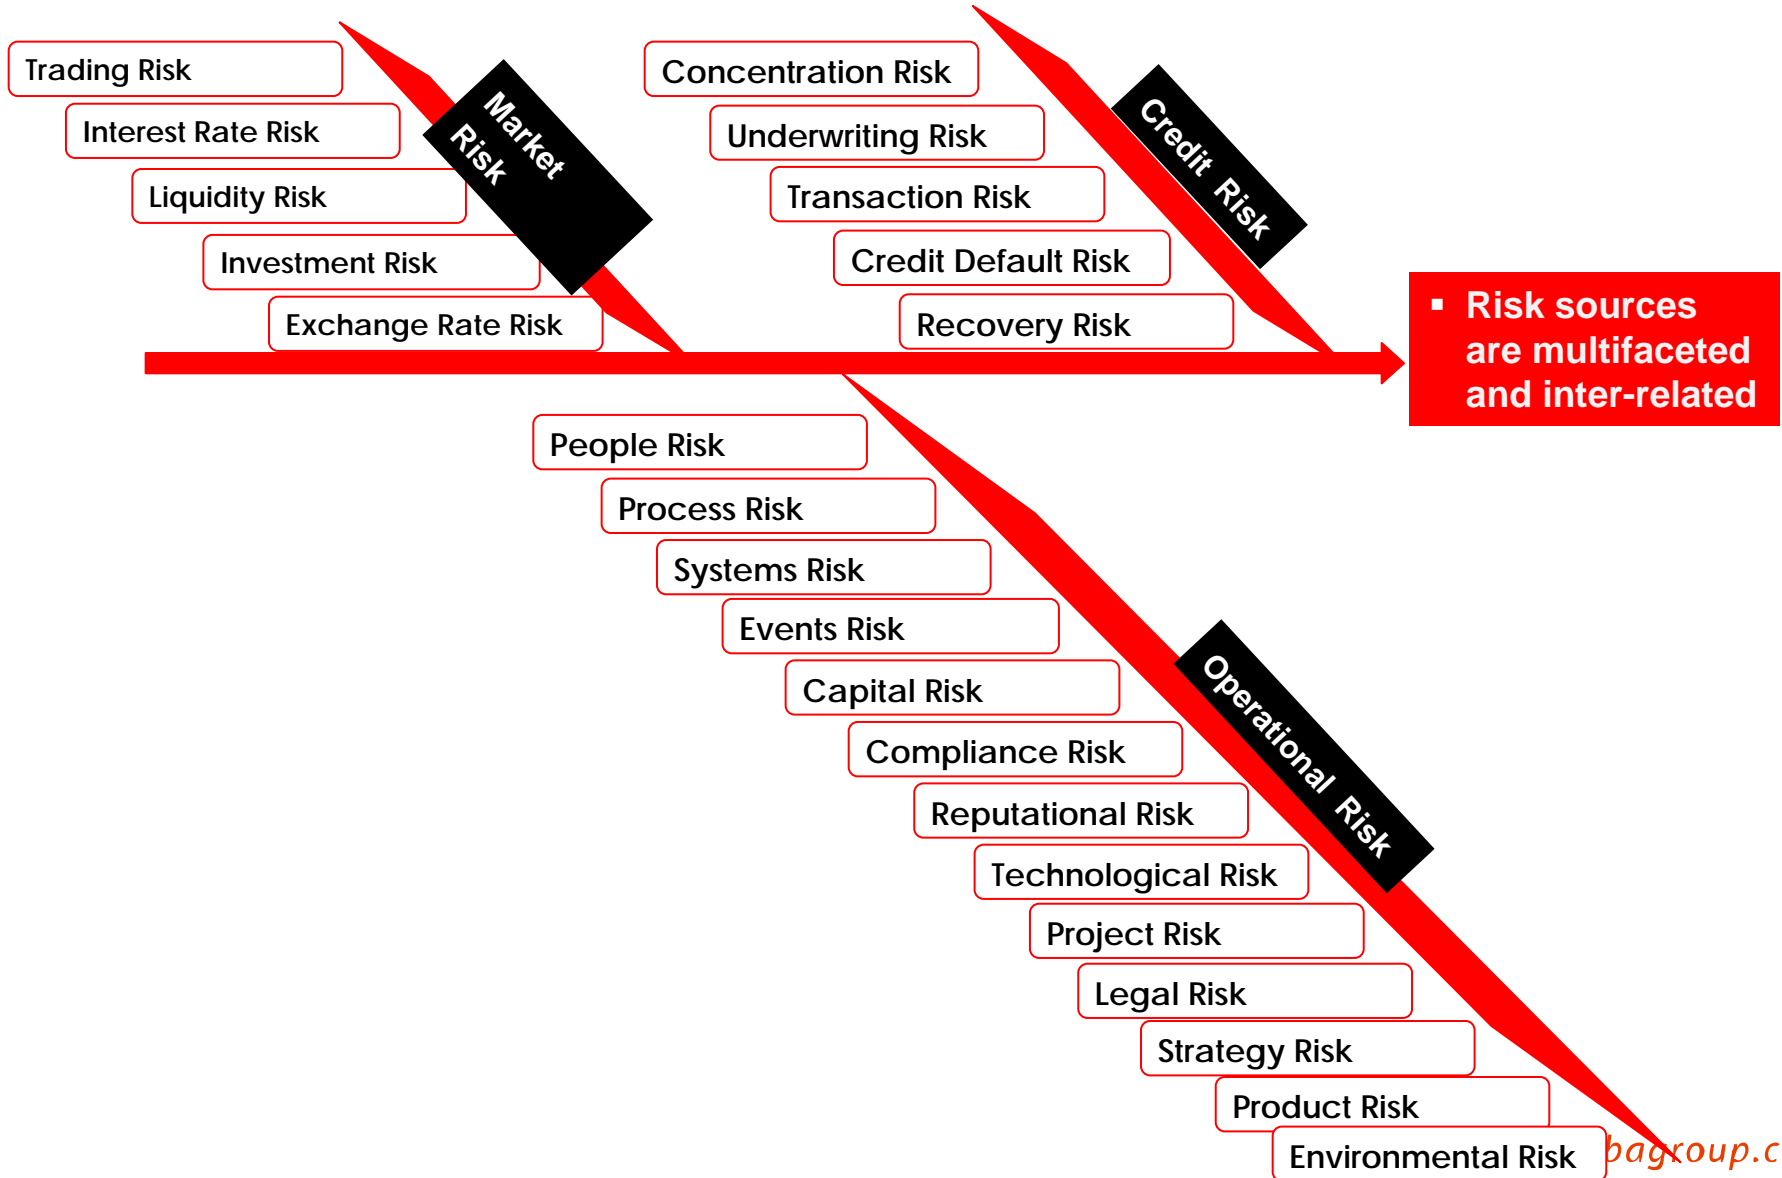 Trading Risk
Interest Rate Risk
Liquidity Risk
Investment Risk
Exchange Rate Risk
Market
Risk
Concentration Risk
Underwriting Risk
Transaction Risk
Credit Default Risk
Recovery Risk
Credit Risk
▪ Risk sources
are multifaceted
and inter-related
People Risk
Process Risk
Systems Risk
Events Risk
Capital Risk
Compliance Risk
Reputational Risk
Technological Risk
Project Risk
Legal Risk
Strategy Risk
Product Risk
Environmental Risk
Operational Risk
bagroup.c